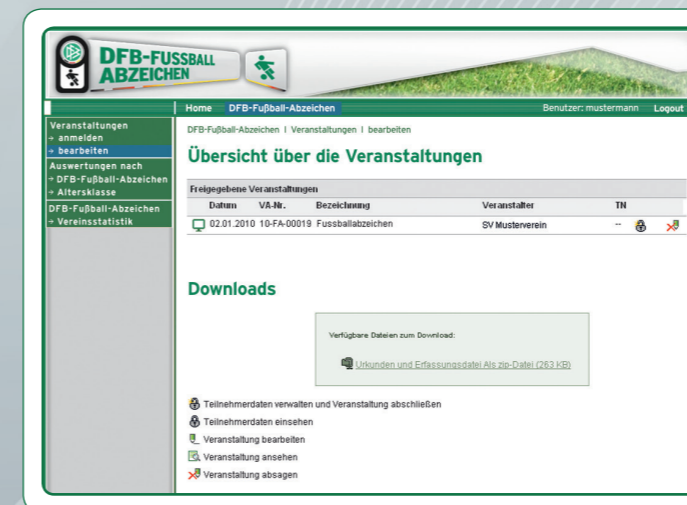 DFB-FUSSBALL
ABZEICHEN
Home DFB-Fußball-Abzeichen Benutzer: mustermann Logout
Veranstaltungen
→ anmelden
→ bearbeiten
Auswertungen nach
→ DFB-Fußball-Abzeichen
→ Altersklasse
DFB-Fußball-Abzeichen
→ Vereinsstatistik
DFB-Fußball-Abzeichen | Veranstaltungen | bearbeiten
Übersicht über die Veranstaltungen
Freigegebene Veranstaltungen
Datum VA-Nr. Bezeichnung Veranstalter TN
02.01.2010 10-FA-00019 Fussballabzeichen SV Musterverein --
Downloads
Verfügbare Dateien zum Download:
Urkunden und Erfassungsdatei Als zip-Datei (263 KB)
Teilnehmerdaten verwalten und Veranstaltung abschließen
Teilnehmerdaten einsehen
Veranstaltung bearbeiten
Veranstaltung ansehen
Veranstaltung absagen